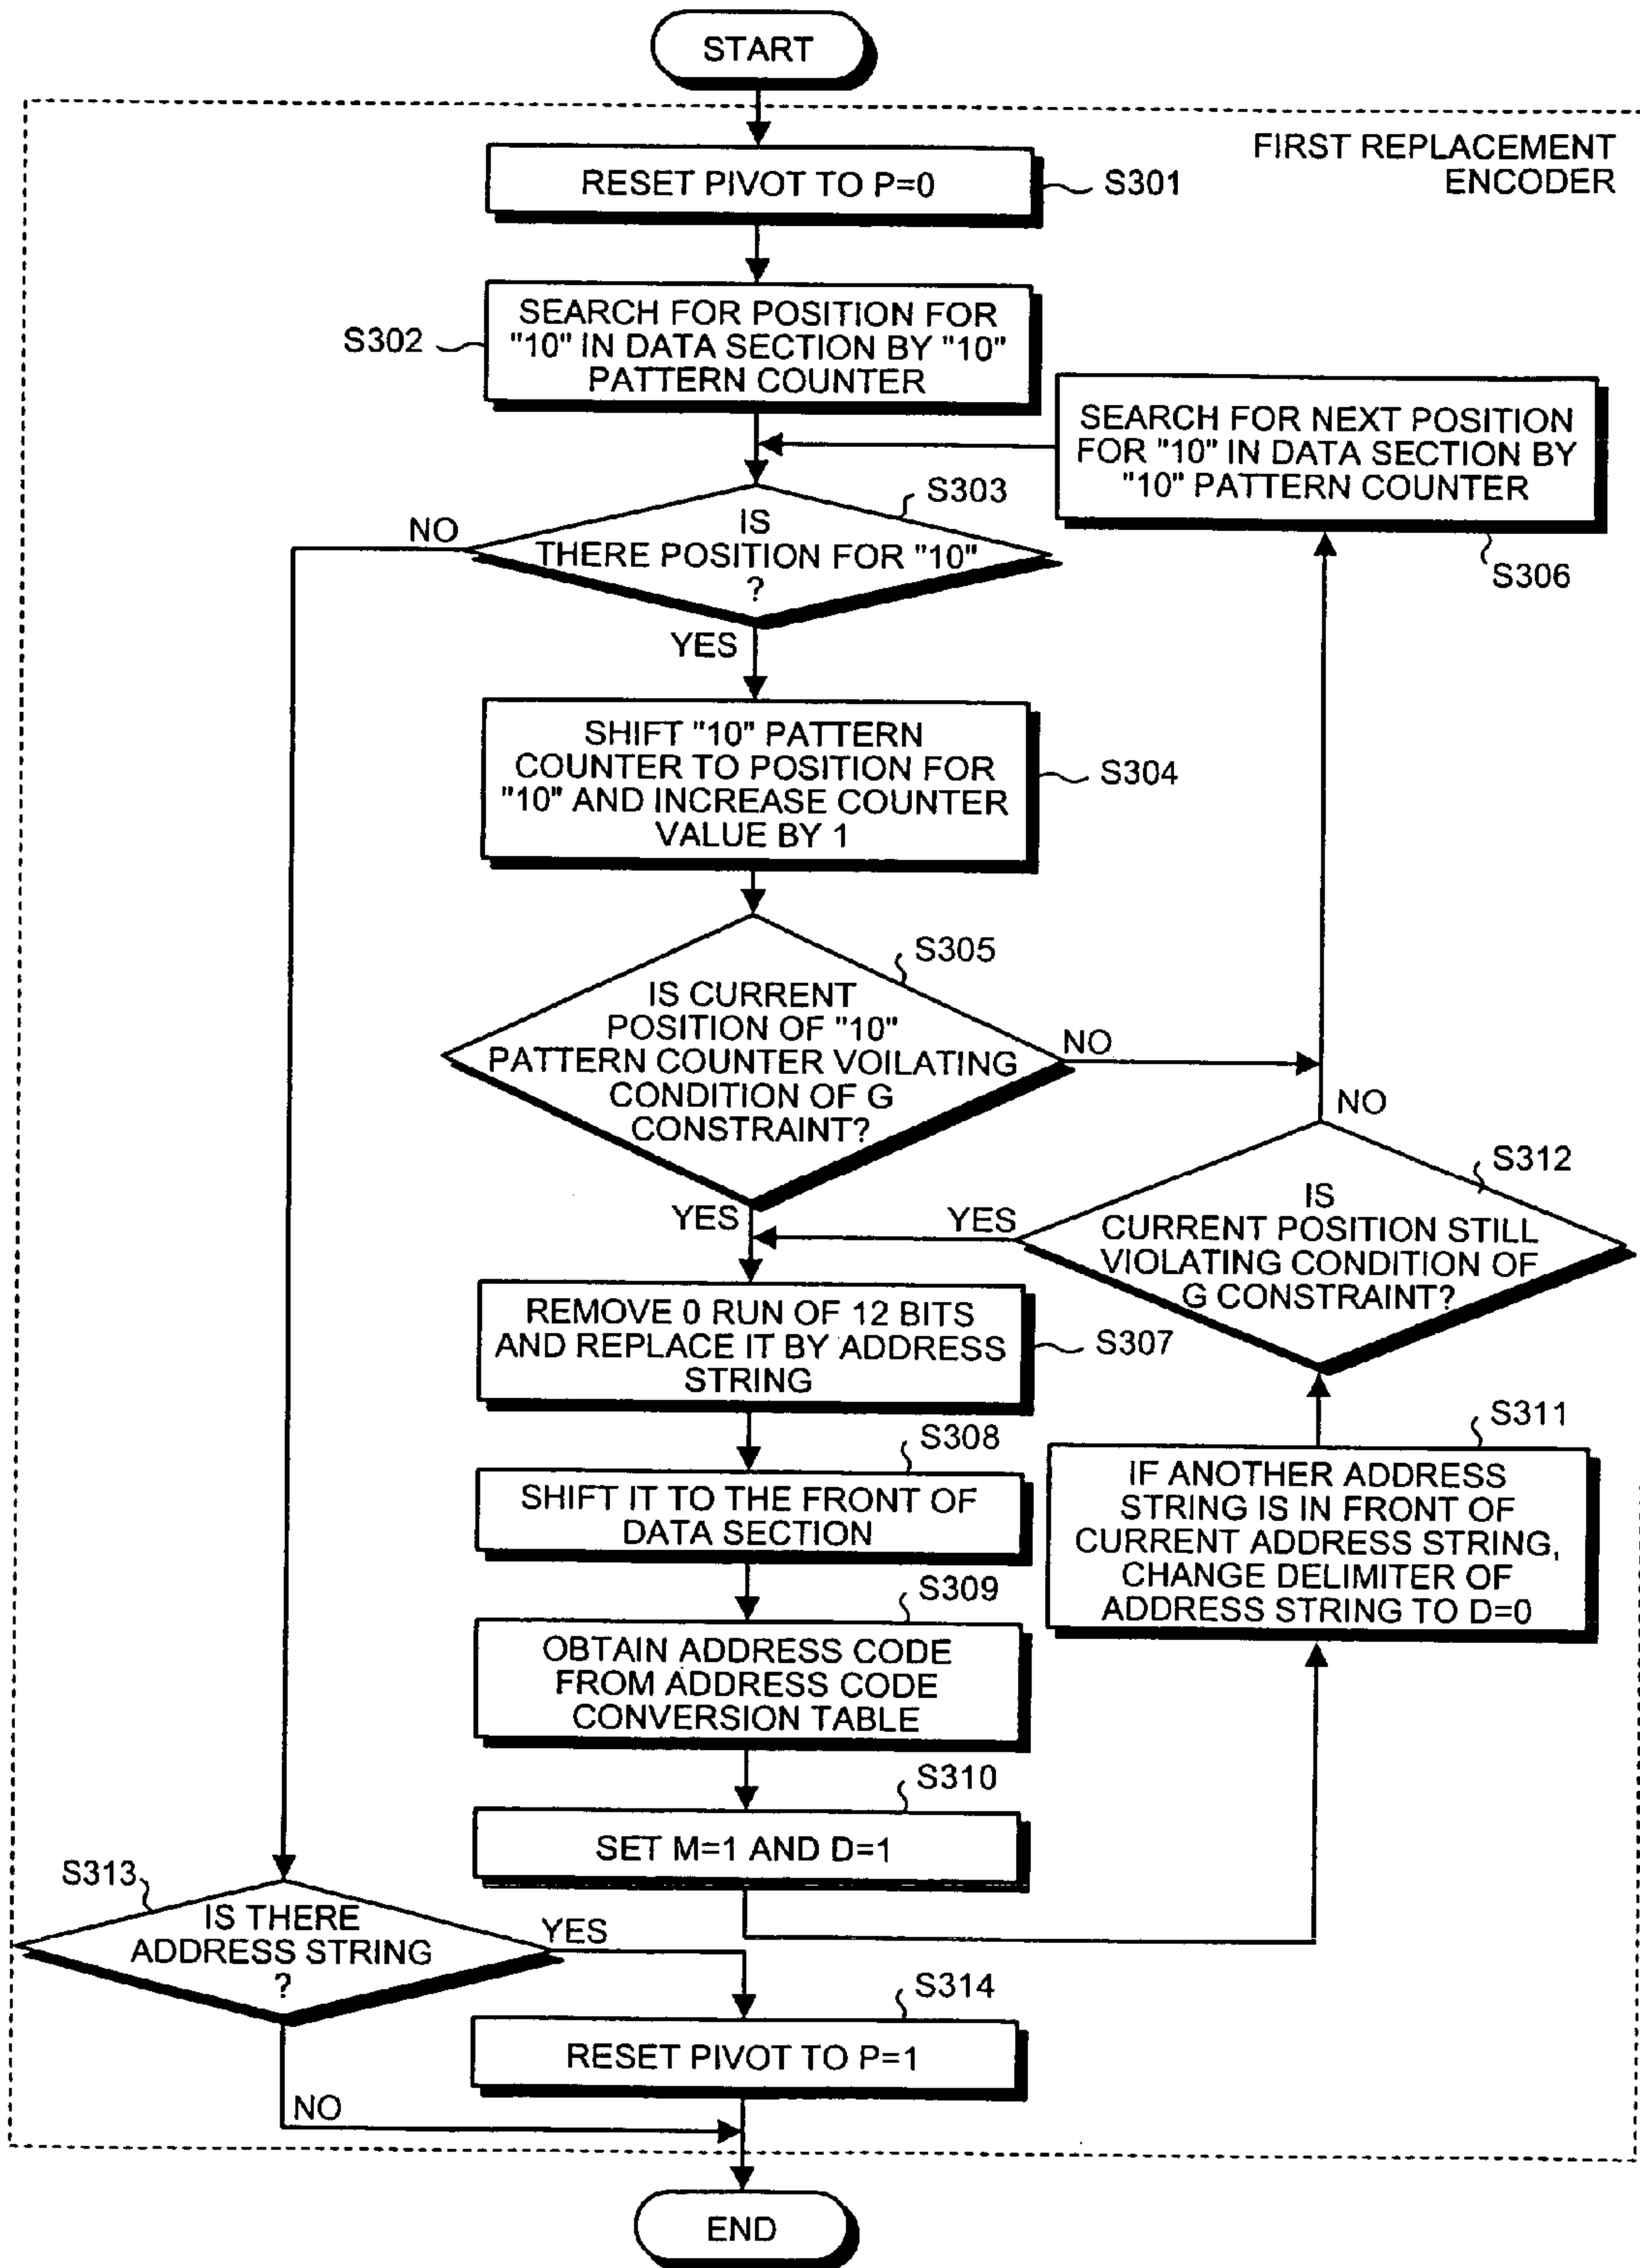 START
FIRST REPLACEMENT
ENCODER
RESET PIVOT TO P=0
S301
SEARCH FOR POSITION FOR
"10" IN DATA SECTION BY "10"
PATTERN COUNTER
S302
SEARCH FOR NEXT POSITION
FOR "10" IN DATA SECTION BY
"10" PATTERN COUNTER
S306
S303
IS
THERE POSITION FOR "10"
?
NO
YES
SHIFT "10" PATTERN
COUNTER TO POSITION FOR
"10" AND INCREASE COUNTER
VALUE BY 1
S304
S305
IS CURRENT
POSITION OF "10"
PATTERN COUNTER VOILATING
CONDITION OF G
CONSTRAINT?
NO
YES
NO
S312
IS
CURRENT POSITION STILL
VIOLATING CONDITION OF
G CONSTRAINT?
YES
REMOVE 0 RUN OF 12 BITS
AND REPLACE IT BY ADDRESS
STRING
S307
S308
SHIFT IT TO THE FRONT OF
DATA SECTION
S311
IF ANOTHER ADDRESS
STRING IS IN FRONT OF
CURRENT ADDRESS STRING,
CHANGE DELIMITER OF
ADDRESS STRING TO D=0
S309
OBTAIN ADDRESS CODE
FROM ADDRESS CODE
CONVERSION TABLE
S310
SET M=1 AND D=1
S313
IS THERE
ADDRESS STRING
?
YES
S314
RESET PIVOT TO P=1
NO
END